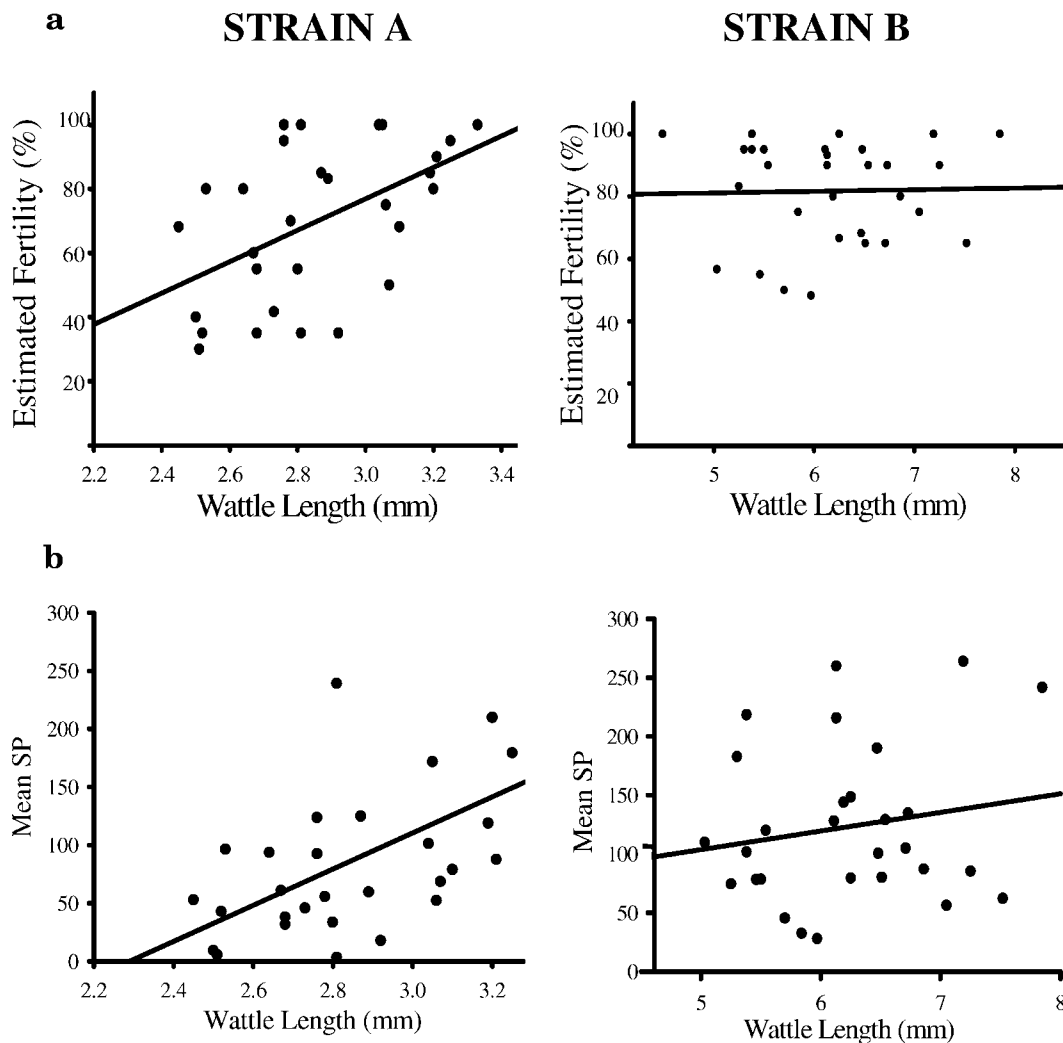 a
STRAIN A
STRAIN B
Estimated Fertility (%)
100
80
60
40
20
2.2 2.4 2.6 2.8 3.0 3.2 3.4
Wattle Length (mm)
Estimated Fertility (%)
100
80
60
40
20
5 6 7 8
Wattle Length (mm)
b
Mean SP
300
250
200
150
100
50
0
2.2 2.4 2.6 2.8 3.0 3.2
Wattle Length (mm)
Mean SP
300
250
200
150
100
50
0
5 6 7 8
Wattle Length (mm)